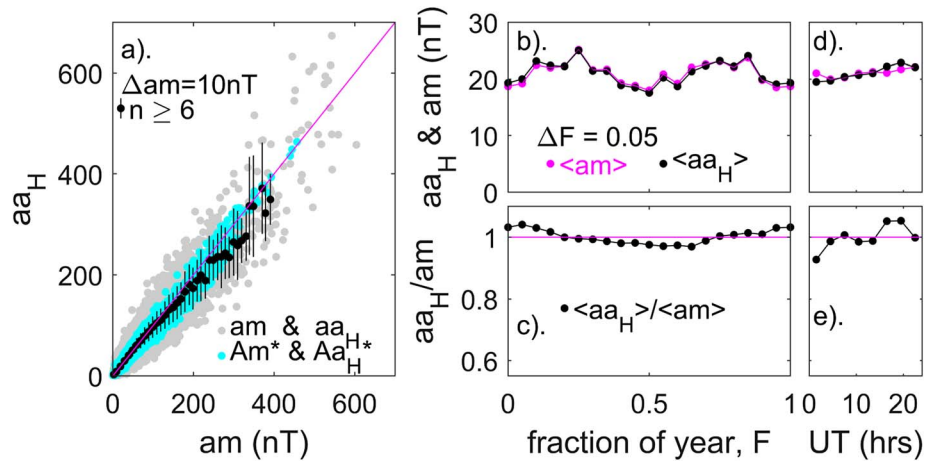 a).
Δam=10nT
n ≥ 6
am & aa_H
Am* & Aa_H*
600
400
200
0
0 200 400 600
aa_H
am (nT)
b).
30
20
10
0
ΔF = 0.05
<am> <aa_H>
aa_H & am (nT)
d).
1
0.8
0.6
<aa_H>/<am>
c).
aa_H/am
e).
0 0.5 1
0 10 20
fraction of year, F
UT (hrs)